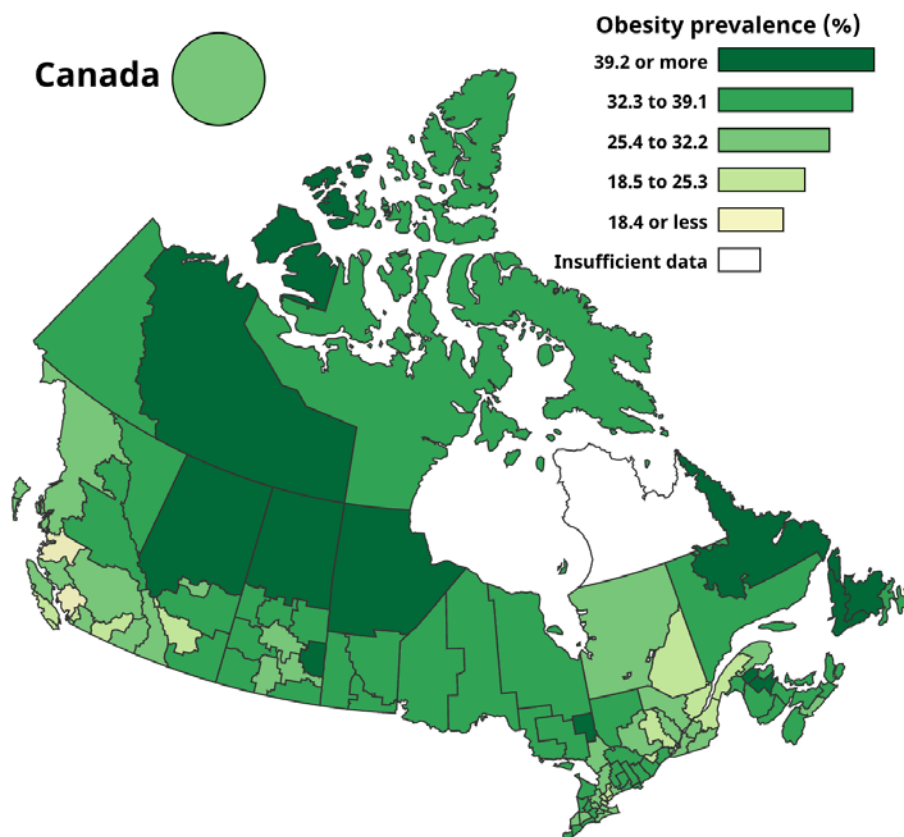 Canada
Obesity prevalence (%)
39.2 or more
32.3 to 39.1
25.4 to 32.2
18.5 to 25.3
18.4 or less
Insufficient data